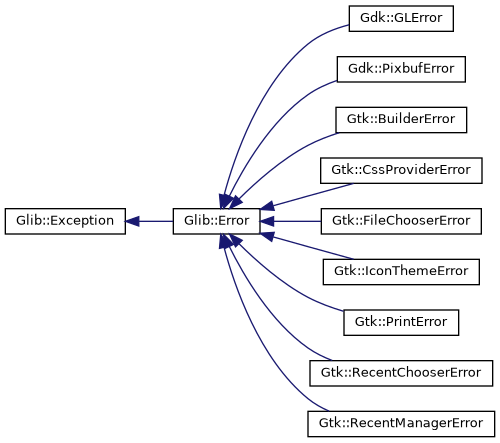 Gdk::GLError
Gdk::PixbufError
Gtk::BuilderError
Gtk::CssProviderError
Glib::Exception
Glib::Error
Gtk::FileChooserError
Gtk::IconThemeError
Gtk::PrintError
Gtk::RecentChooserError
Gtk::RecentManagerError